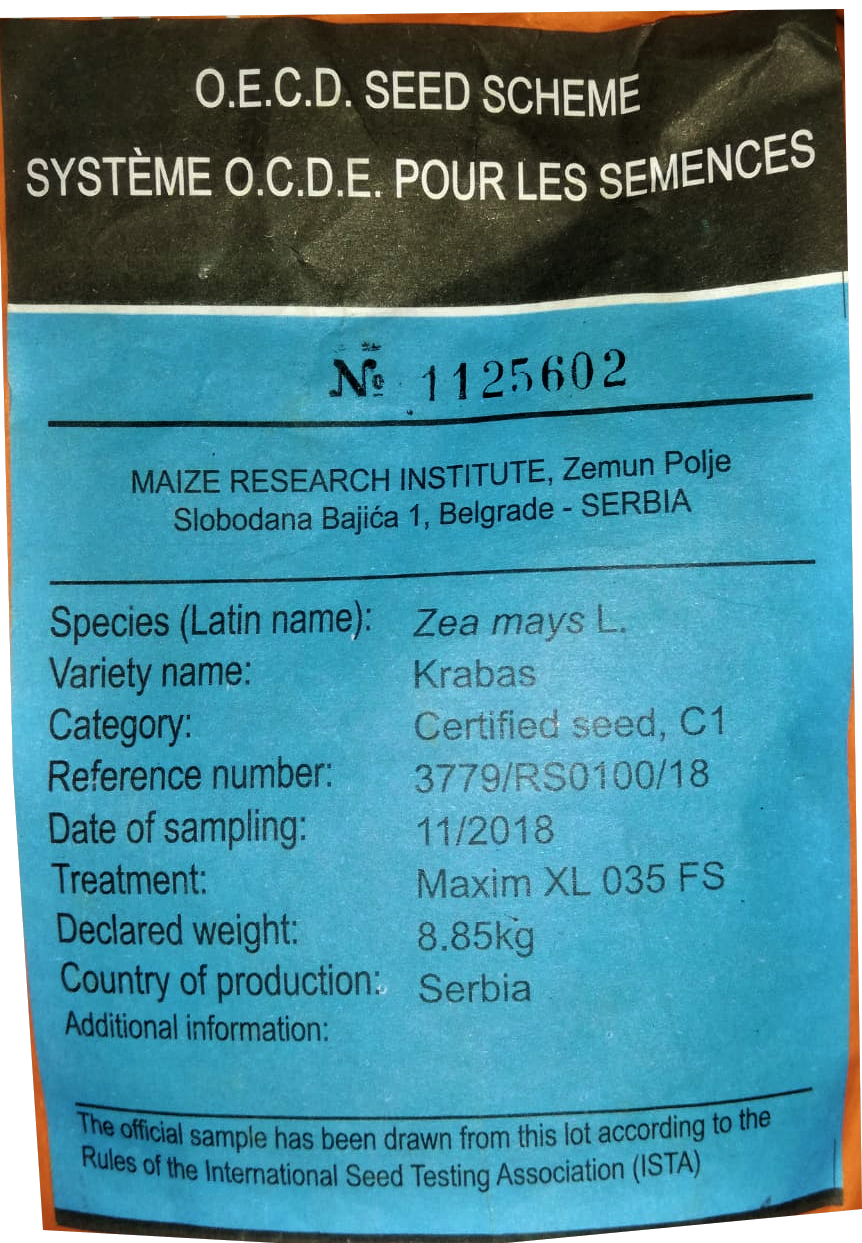 O.E.C.D. SEED SCHEME
SYSTÈME O.C.D.E. POUR LES SEMENCES
№ 1125602
MAIZE RESEARCH INSTITUTE, Zemun Polje
Slobodana Bajića 1, Belgrade - SERBIA
Species (Latin name): Zea mays L.
Variety name: Krabas
Category: Certified seed, C1
Reference number: 3779/RS0100/18
Date of sampling: 11/2018
Treatment: Maxim XL 035 FS
Declared weight: 8.85kg
Country of production: Serbia
Additional information:
The official sample has been drawn from this lot according to the
Rules of the International Seed Testing Association (ISTA)